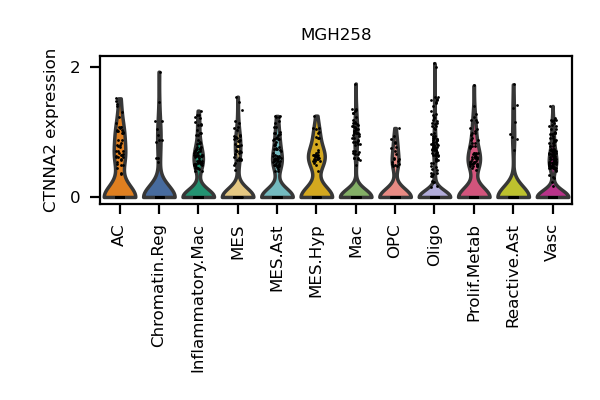 MGH258
CTNNA2 expression
2
0
AC
Chromatin.Reg
Inflammatory.Mac
MES
MES.Ast
MES.Hyp
Mac
OPC
Oligo
Prolif.Metab
Reactive.Ast
Vasc